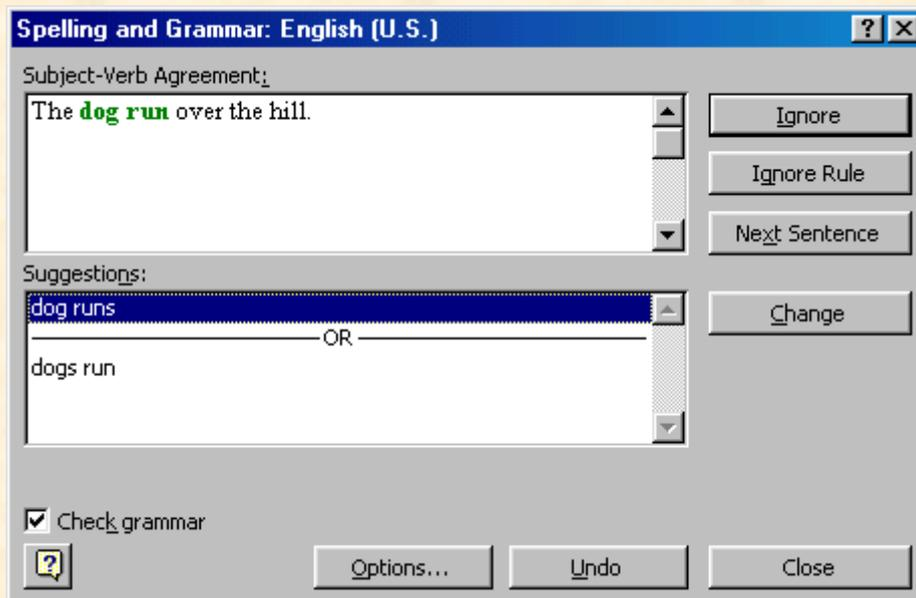 Spelling and Grammar: English (U.S.)
Subject-Verb Agreement:
The dog run over the hill.
Ignore
Ignore Rule
Next Sentence
Suggestions:
dog runs
OR
dogs run
Change
Check grammar
Options...
Undo
Close